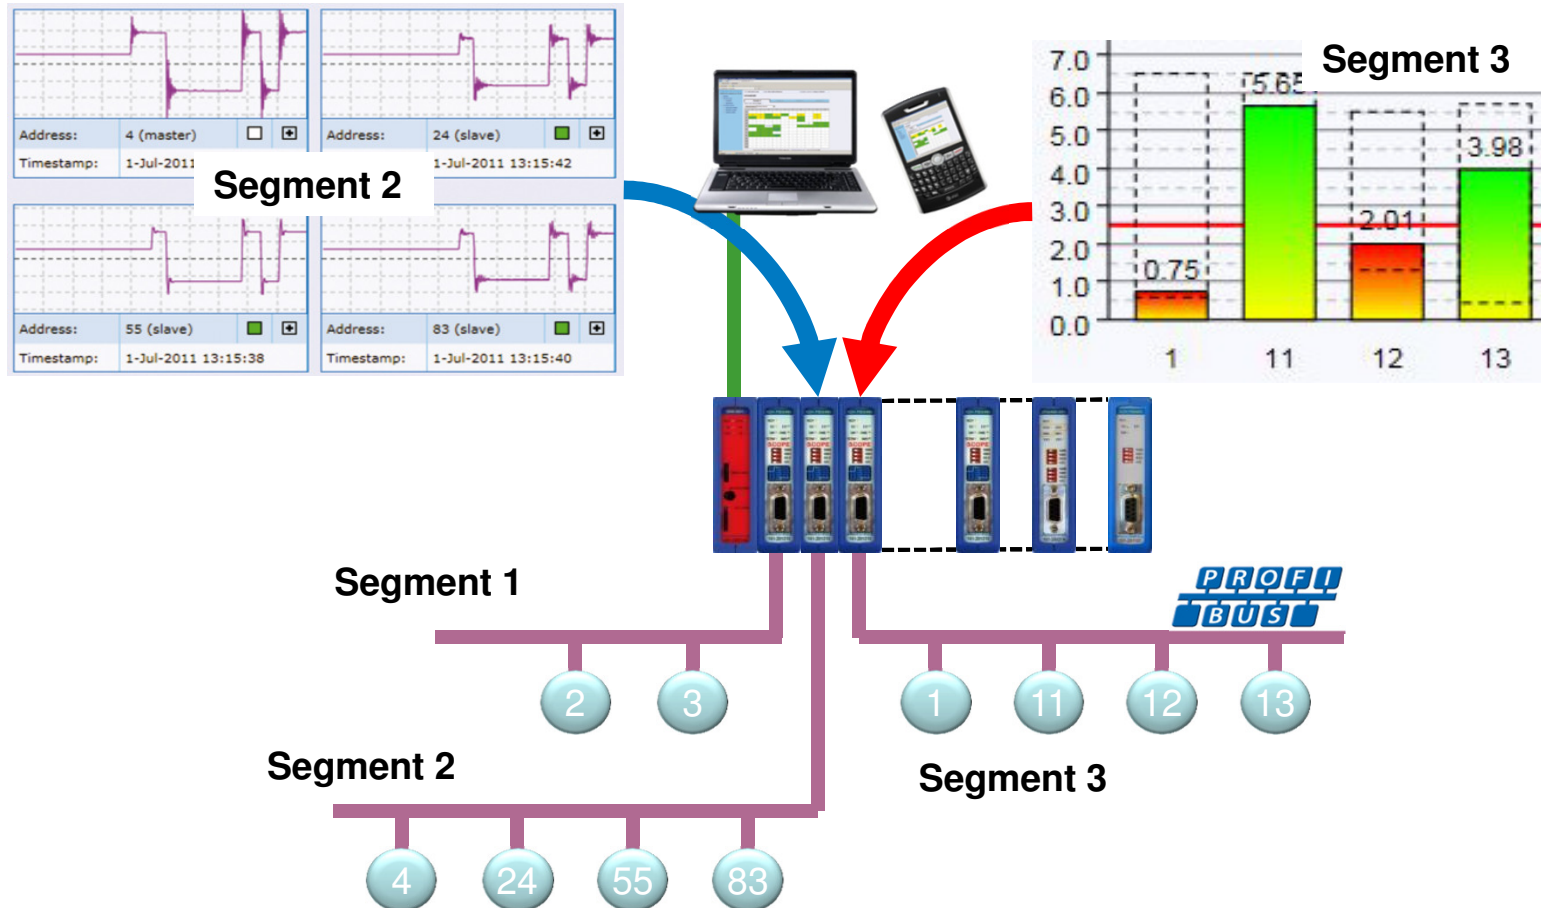 Address: 4 (master)
Timestamp: 1-Jul-2011
Address: 24 (slave)
1-Jul-2011 13:15:42
Segment 2
Address: 55 (slave)
Timestamp: 1-Jul-2011 13:15:38
Address: 83 (slave)
Timestamp: 1-Jul-2011 13:15:40
Segment 3
7.0
6.0
5.0
4.0
3.0
2.0
1.0
0.0
0.75
5.65
2.01
3.98
1 11 12 13
SCOPE SCOPE SCOPE SCOPE
Segment 1
PROFI
BUS
2 3
1 11 12 13
Segment 2
Segment 3
4 24 55 83